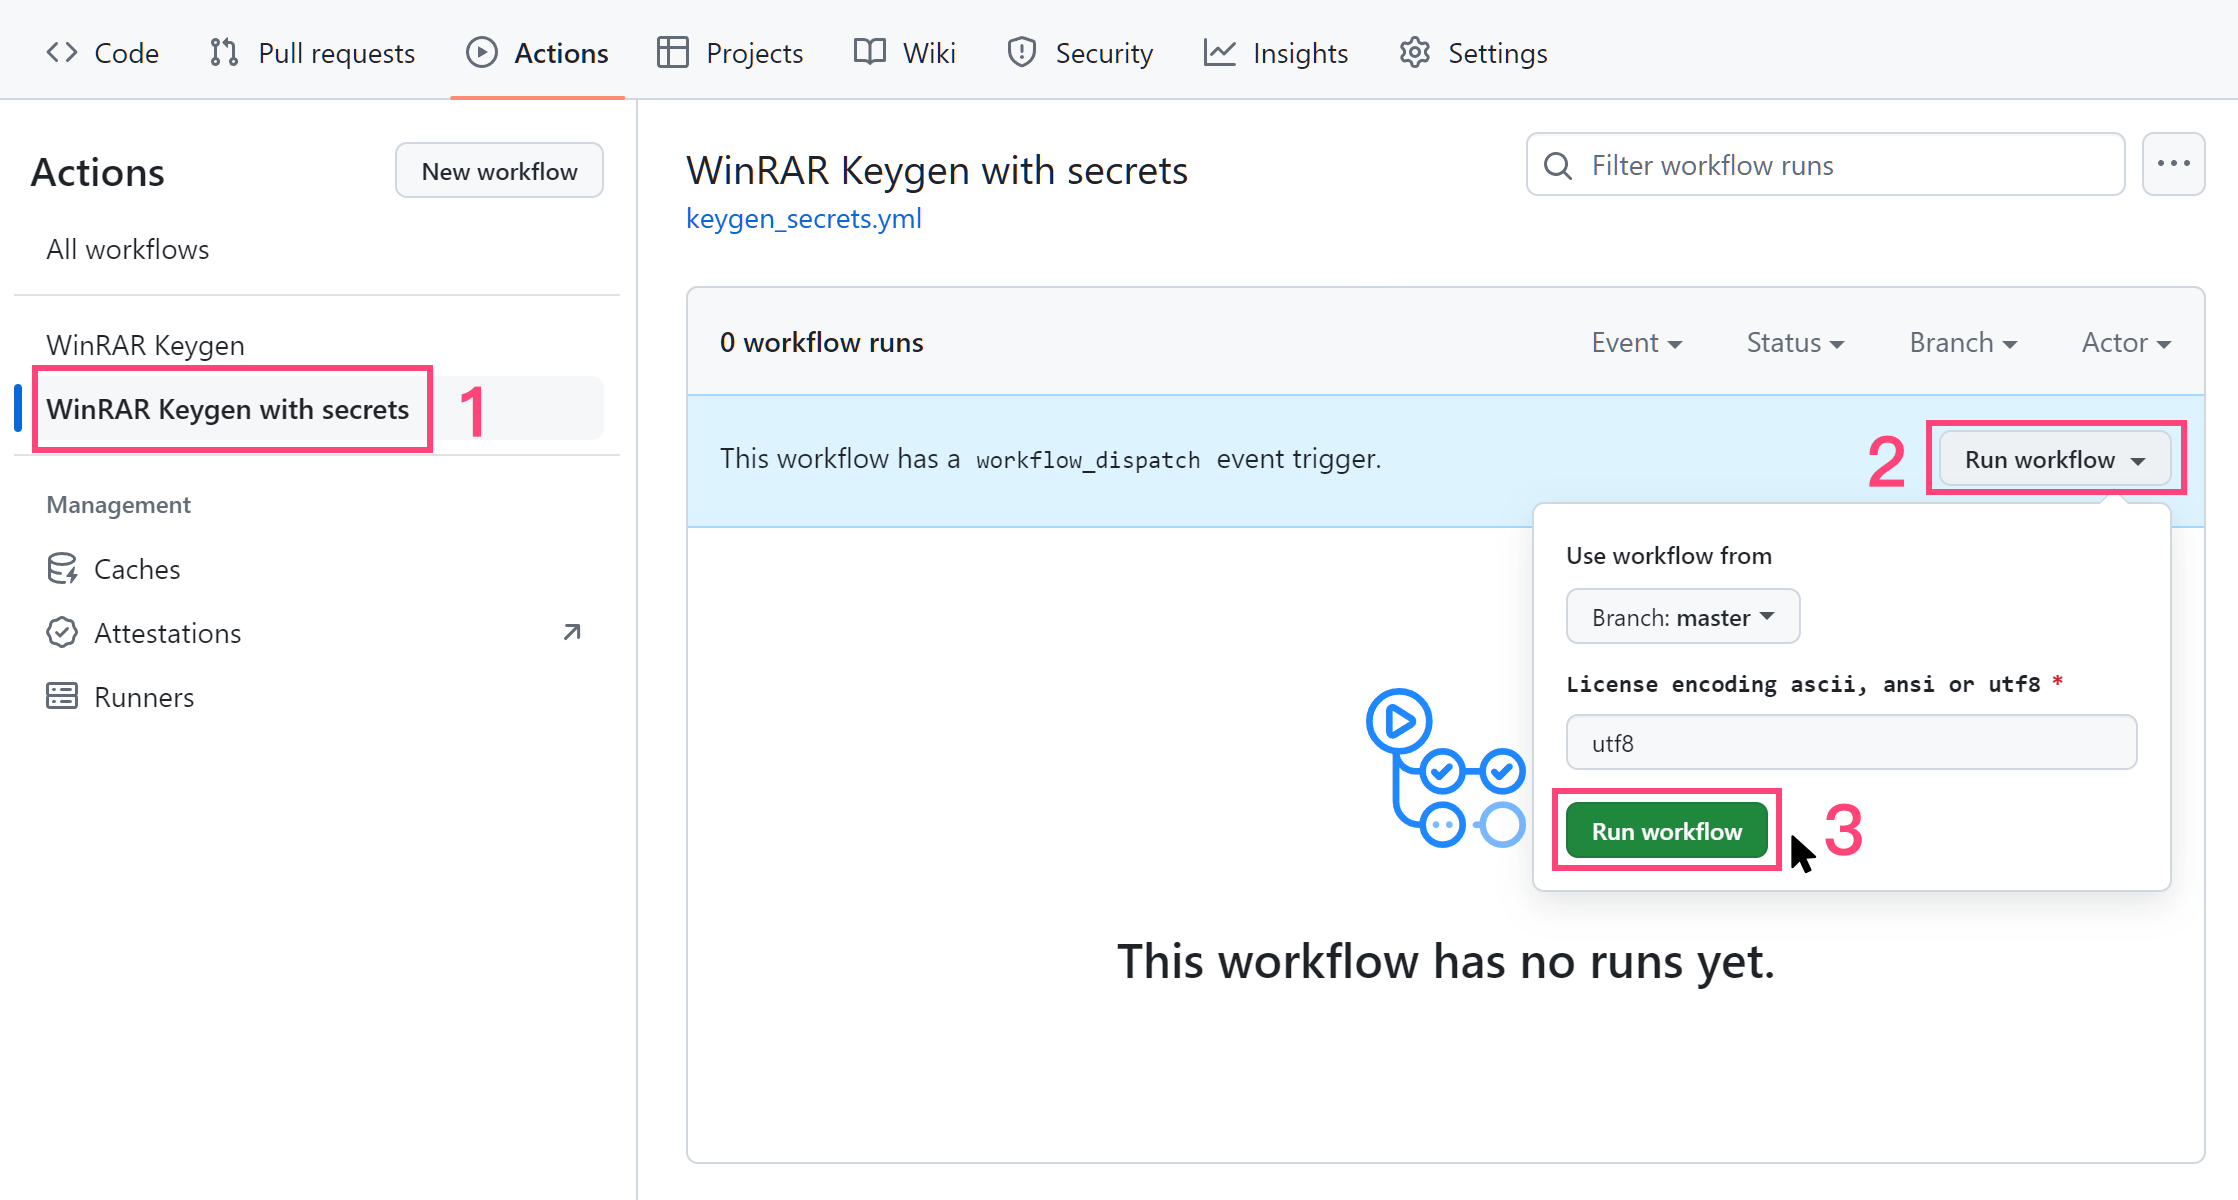 Code Pull requests Actions Projects Wiki Security Insights Settings
Actions
New workflow
All workflows
WinRAR Keygen
WinRAR Keygen with secrets 1
Management
Caches
Attestations
Runners
WinRAR Keygen with secrets
keygen_secrets.yml
Filter workflow runs
0 workflow runs
Event Status Branch Actor
This workflow has a workflow_dispatch event trigger.
2 Run workflow
Use workflow from
Branch: master
License encoding ascii, ansi or utf8 *
utf8
Run workflow 3
This workflow has no runs yet.